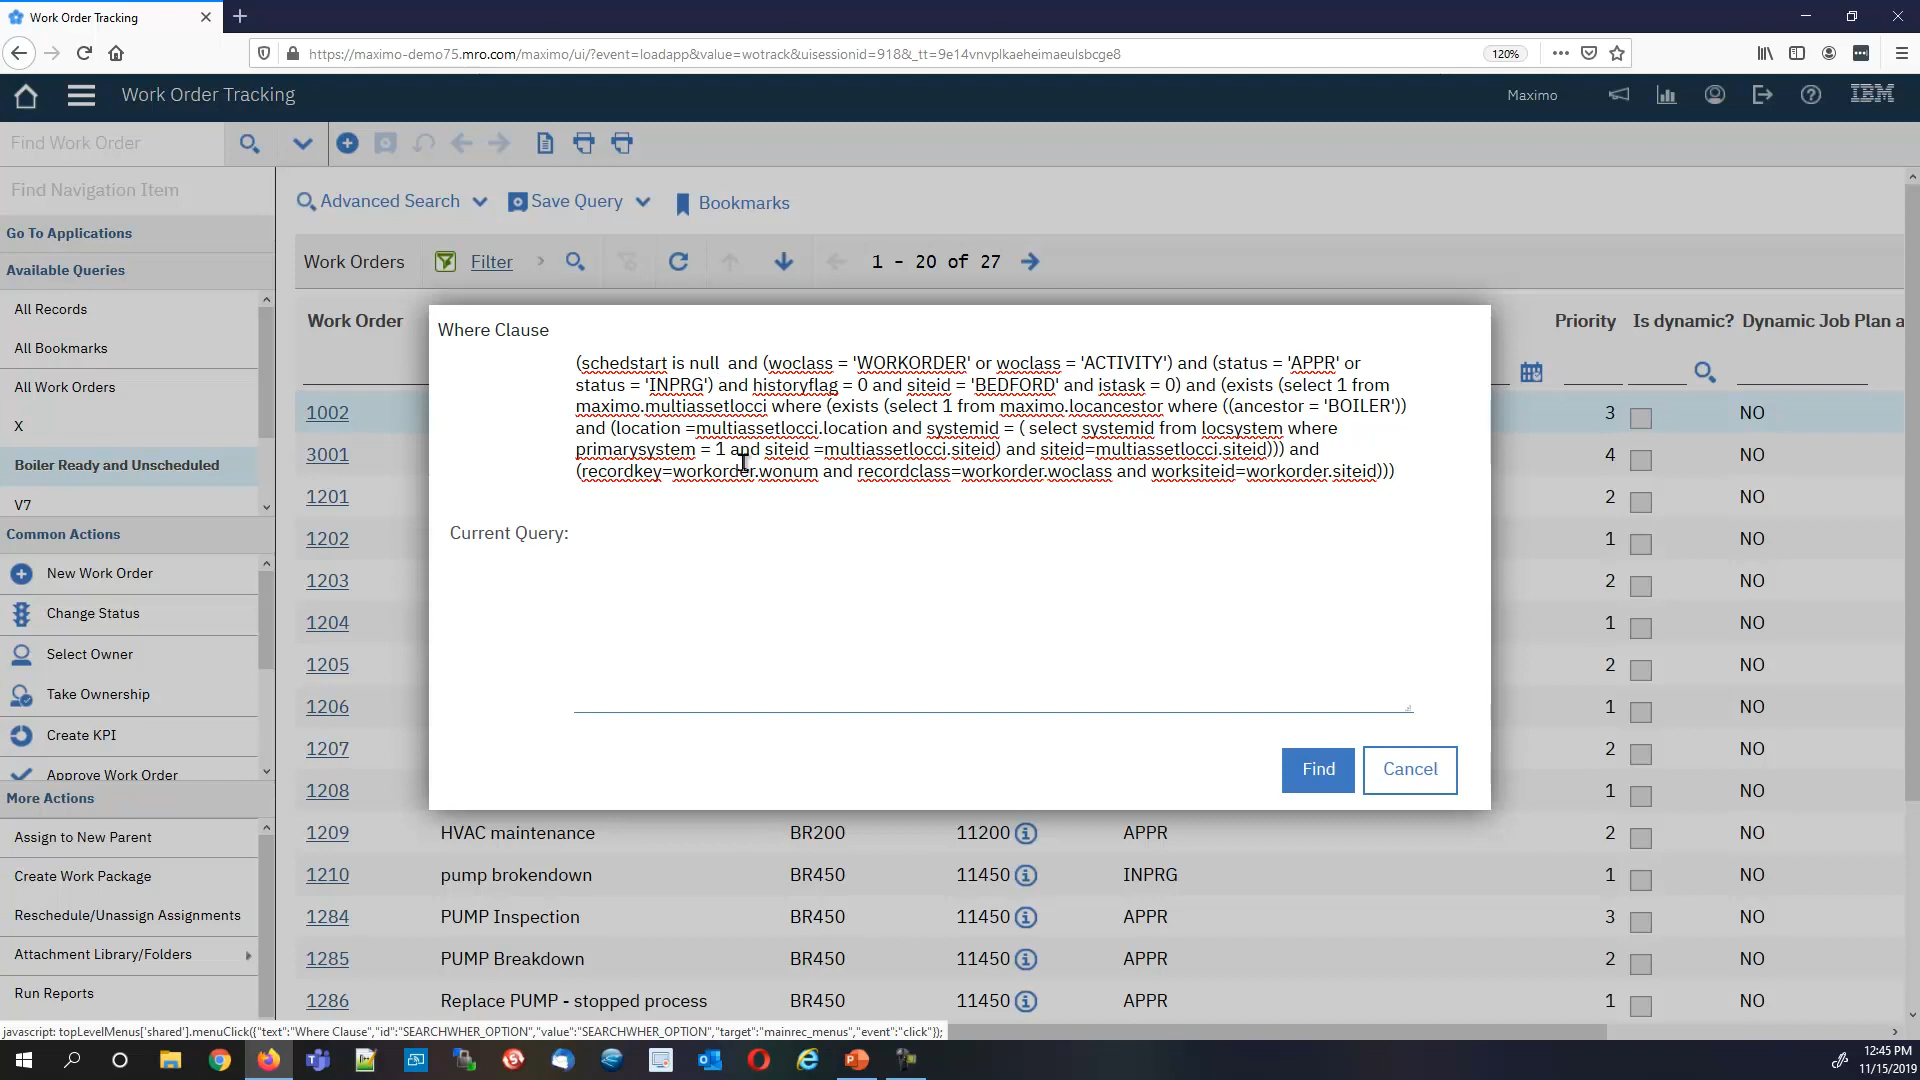 Work Order Tracking
https://maximo-demo75.mro.com/maximo/ui/?event=loadapp&value=wotrack&uisessionid=918&_tt=9e14vnvplkaeheimaeulsbcge8
120%
Work Order Tracking
Maximo
IBM
Find Work Order
Find Navigation Item
Go To Applications
Available Queries
All Records
All Bookmarks
All Work Orders
X
Boiler Ready and Unscheduled
V7
Common Actions
New Work Order
Change Status
Select Owner
Take Ownership
Create KPI
Approve Work Order
More Actions
Assign to New Parent
Create Work Package
Reschedule/Unassign Assignments
Attachment Library/Folders
Run Reports
Advanced Search
Save Query
Bookmarks
Work Orders
Filter
1 - 20 of 27
Work Order
Priority
Is dynamic?
Dynamic Job Plan a
1002
3
NO
3001
4
NO
1201
2
NO
1202
1
NO
1203
2
NO
1204
1
NO
1205
2
NO
1206
1
NO
1207
2
NO
1208
1
NO
1209
HVAC maintenance
BR200
11200
APPR
2
NO
1210
pump brokendown
BR450
11450
INPRG
1
NO
1284
PUMP Inspection
BR450
11450
APPR
3
NO
1285
PUMP Breakdown
BR450
11450
APPR
2
NO
1286
Replace PUMP - stopped process
BR450
11450
APPR
1
NO
Where Clause
(schedstart is null and (woclass = 'WORKORDER' or woclass = 'ACTIVITY') and (status = 'APPR' or
status = 'INPRG') and historyflag = 0 and siteid = 'BEDFORD' and istask = 0) and (exists (select 1 from
maximo.multiassetlocci where (exists (select 1 from maximo.locancestor where ((ancestor = 'BOILER'))
and (location =multiassetlocci.location and systemid = ( select systemid from locsystem where
primarysystem = 1 and siteid =multiassetlocci.siteid) and siteid=multiassetlocci.siteid))) and
(recordkey=workorder.wonum and recordclass=workorder.woclass and worksiteid=workorder.siteid)))
Current Query:
Find
Cancel
javascript: topLevelMenus['shared'].menuClick({"text":"Where Clause","id":"SEARCHWHER_OPTION","value":"SEARCHWHER_OPTION","target":"mainrec_menus","event":"click"});
12:45 PM
11/15/2019